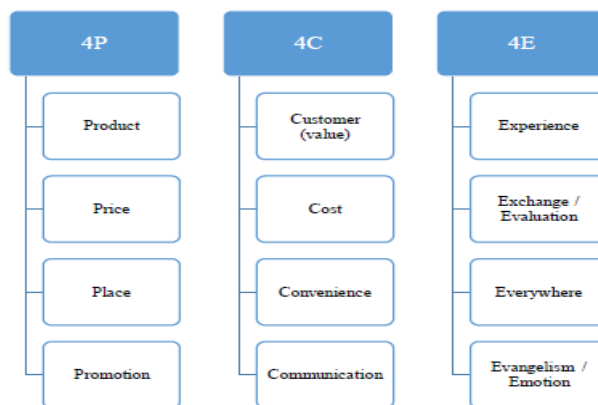 4P
Product
Price
Place
Promotion
4C
Customer
(value)
Cost
Convenience
Communication
4E
Experience
Exchange /
Evaluation
Everywhere
Evangelism /
Emotion